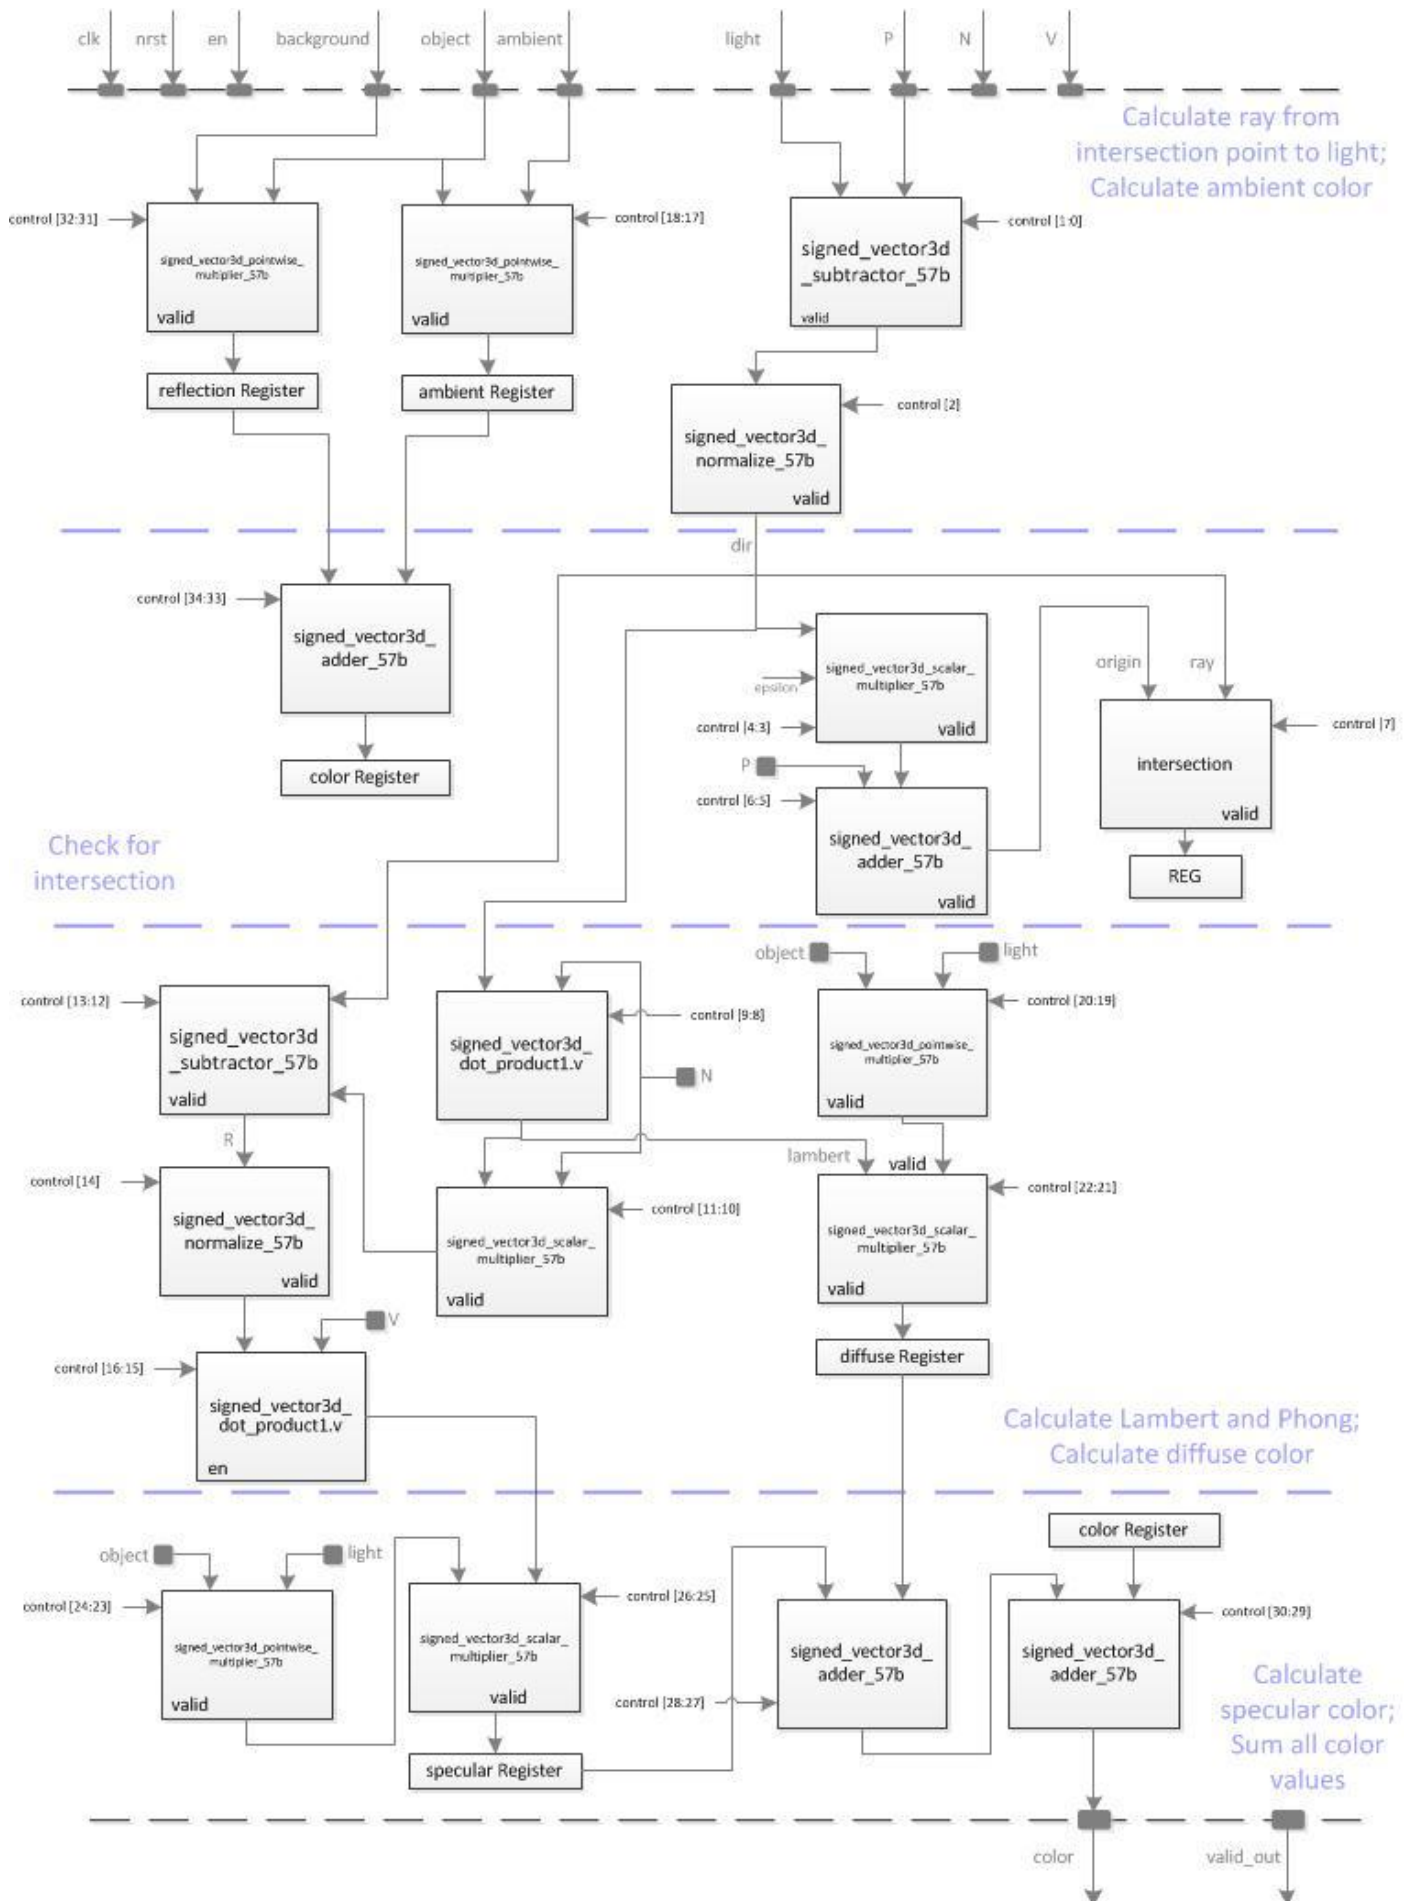 clk
nrst
en
background
object
ambient
light
P
N
V
Calculate ray from
intersection point to light;
Calculate ambient color
control [32:31]
signed_vector3d_pointwise_
multiplier_57b
valid
control [18:17]
signed_vector3d_pointwise_
multiplier_57b
valid
control [1:0]
signed_vector3d
_subtractor_57b
valid
reflection Register
ambient Register
control [2]
signed_vector3d_
normalize_57b
valid
dir
control [34:33]
signed_vector3d_
adder_57b
color Register
signed_vector3d_scalar_
multiplier_57b
valid
epsilon
control [4:3]
origin
ray
control [7]
intersection
valid
REG
P
control [6:5]
signed_vector3d_
adder_57b
valid
Check for
intersection
object
light
control [13:12]
signed_vector3d
_subtractor_57b
valid
control [9:8]
signed_vector3d_
dot_product1.v
N
control [20:19]
signed_vector3d_pointwise_
multiplier_57b
valid
R
control [14]
signed_vector3d_
normalize_57b
valid
control [11:10]
signed_vector3d_scalar_
multiplier_57b
valid
lambert
valid
control [22:21]
signed_vector3d_scalar_
multiplier_57b
valid
V
control [16:15]
signed_vector3d_
dot_product1.v
en
diffuse Register
Calculate Lambert and Phong;
Calculate diffuse color
color Register
object
light
control [24:23]
signed_vector3d_pointwise_
multiplier_57b
valid
control [26:25]
signed_vector3d_scalar_
multiplier_57b
valid
specular Register
control [28:27]
signed_vector3d_
adder_57b
control [30:29]
signed_vector3d_
adder_57b
Calculate
specular color;
Sum all color
values
color
valid_out